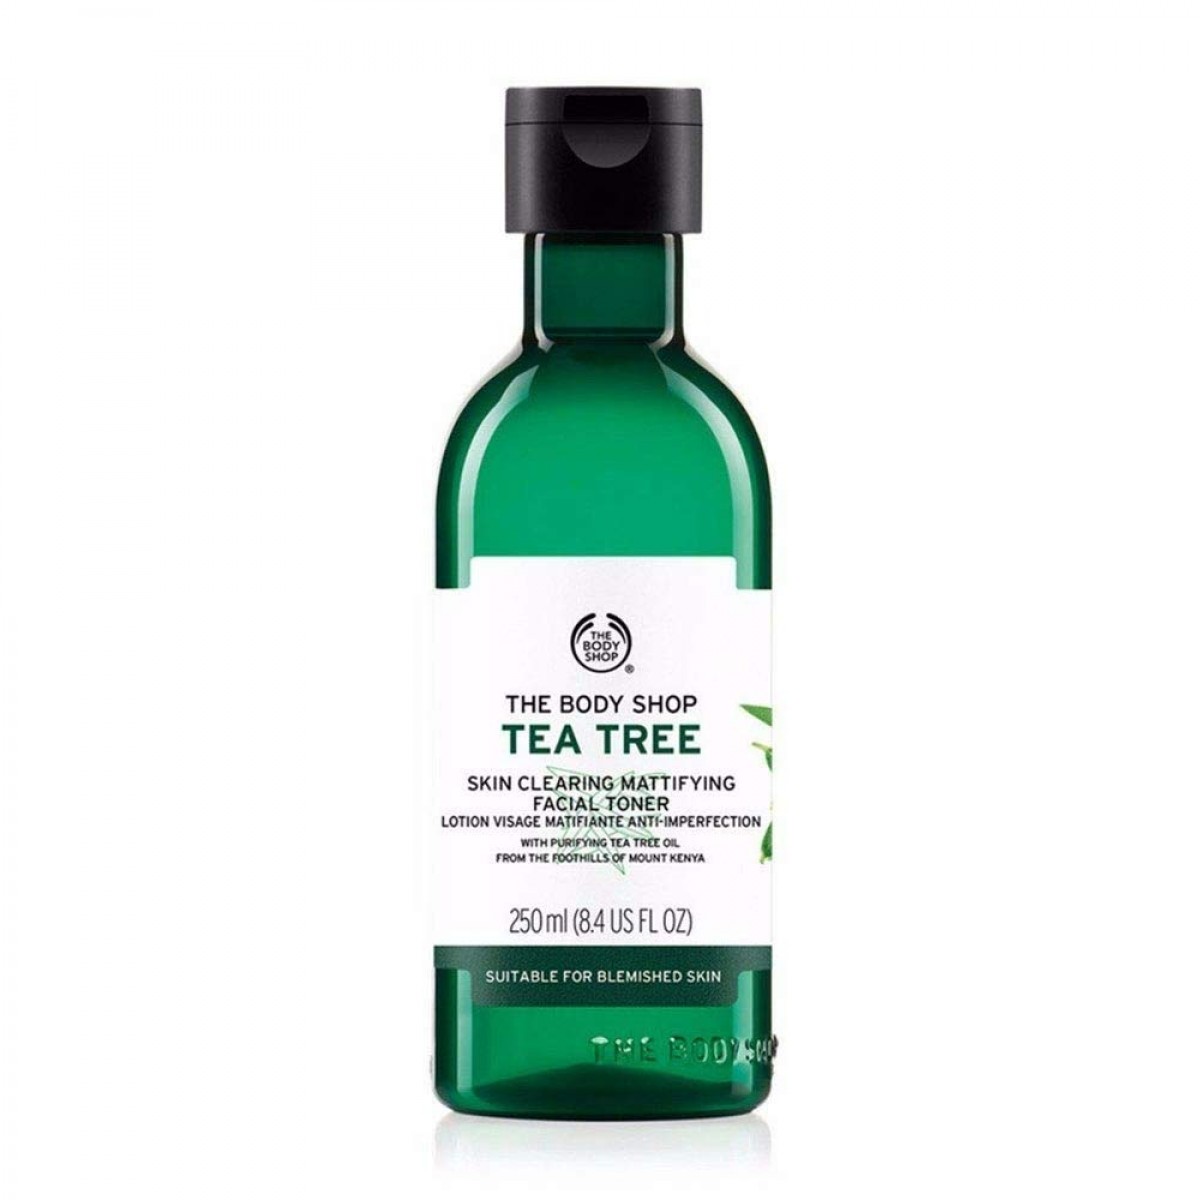 THE
BODY
SHOP
®
THE BODY SHOP
TEA TREE
SKIN CLEARING MATTIFYING
FACIAL TONER
LOTION VISAGE MATIFIANTE ANTI-IMPERFECTION
WITH PURIFYING TEA TREE OIL
FROM THE FOOTHILLS OF MOUNT KENYA
250 ml (8.4 US FL OZ)
SUITABLE FOR BLEMISHED SKIN
THE BODY